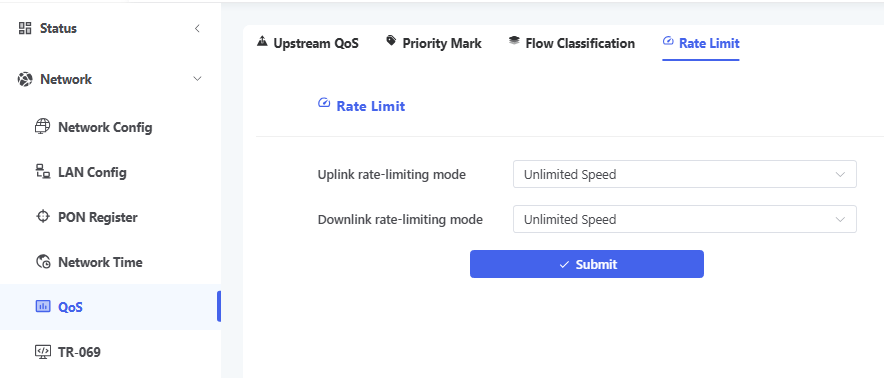 Status
Network
Network Config
LAN Config
PON Register
Network Time
QoS
TR-069
Upstream QoS Priority Mark Flow Classification Rate Limit
Rate Limit
Uplink rate-limiting mode Unlimited Speed
Downlink rate-limiting mode Unlimited Speed
Submit